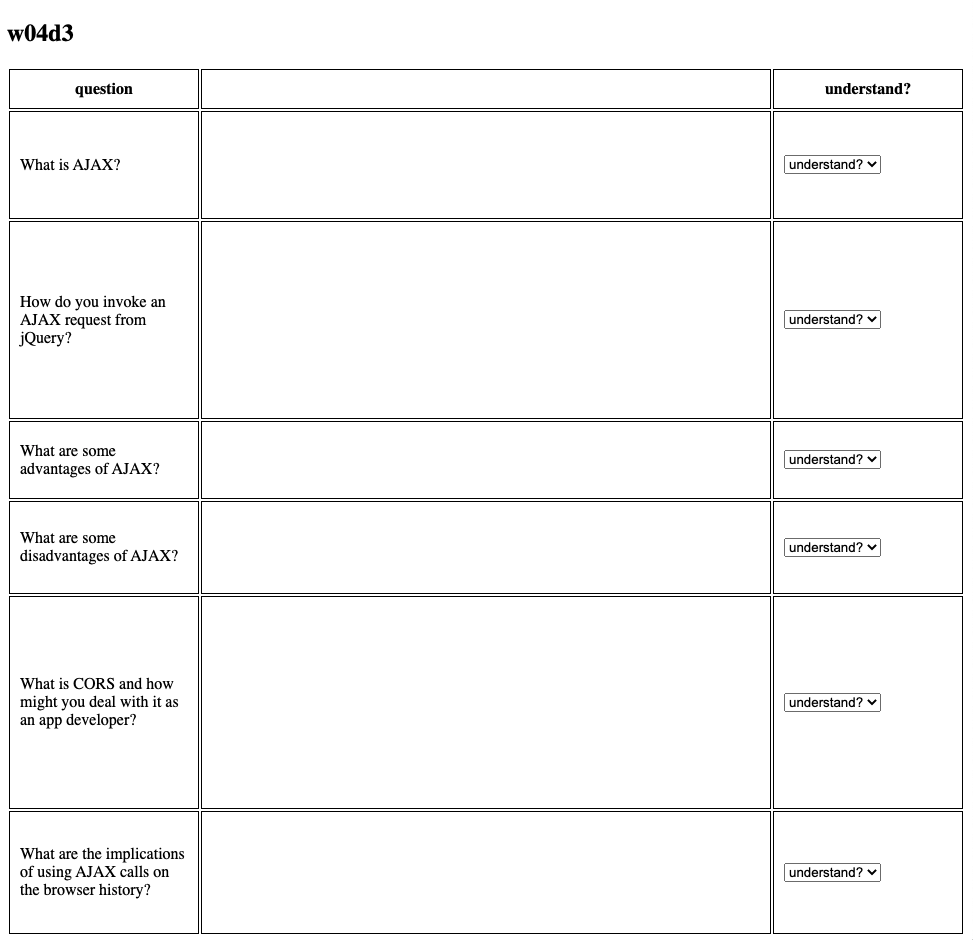 w04d3
question understand?
What is AJAX? understand?
How do you invoke an
AJAX request from understand?
jQuery?
What are some
advantages of AJAX? understand?
What are some
disadvantages of AJAX? understand?
What is CORS and how
might you deal with it as understand?
an app developer?
What are the implications
of using AJAX calls on understand?
the browser history?